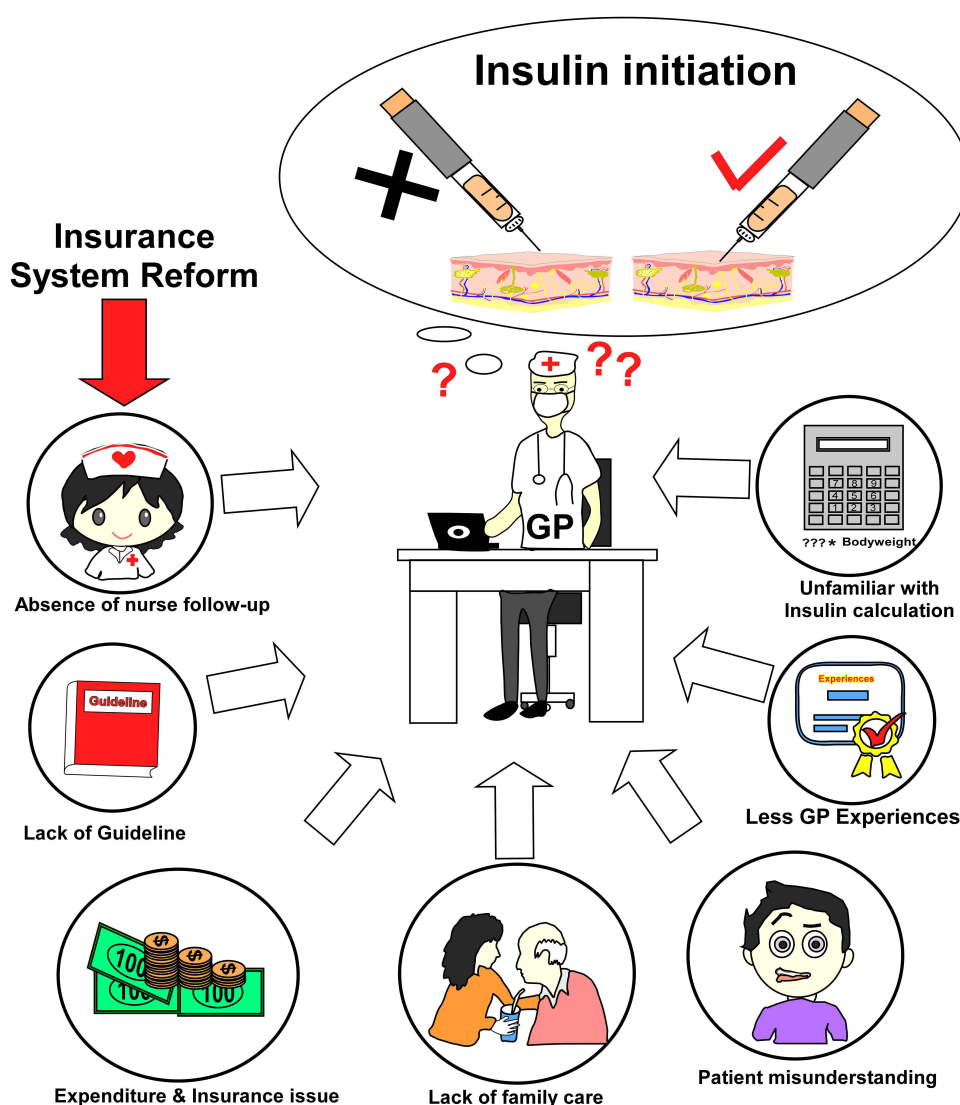 Insulin initiation
Insurance
System Reform
?
??
GP
Absence of nurse follow-up
7 8 9
4 5 6
1 2 3
???* Bodyweight
Unfamiliar with
Insulin calculation
Guideline
Lack of Guideline
Experiences
Less GP Experiences
$
$
$
100
100
100
Expenditure & Insurance issue
Lack of family care
Patient misunderstanding